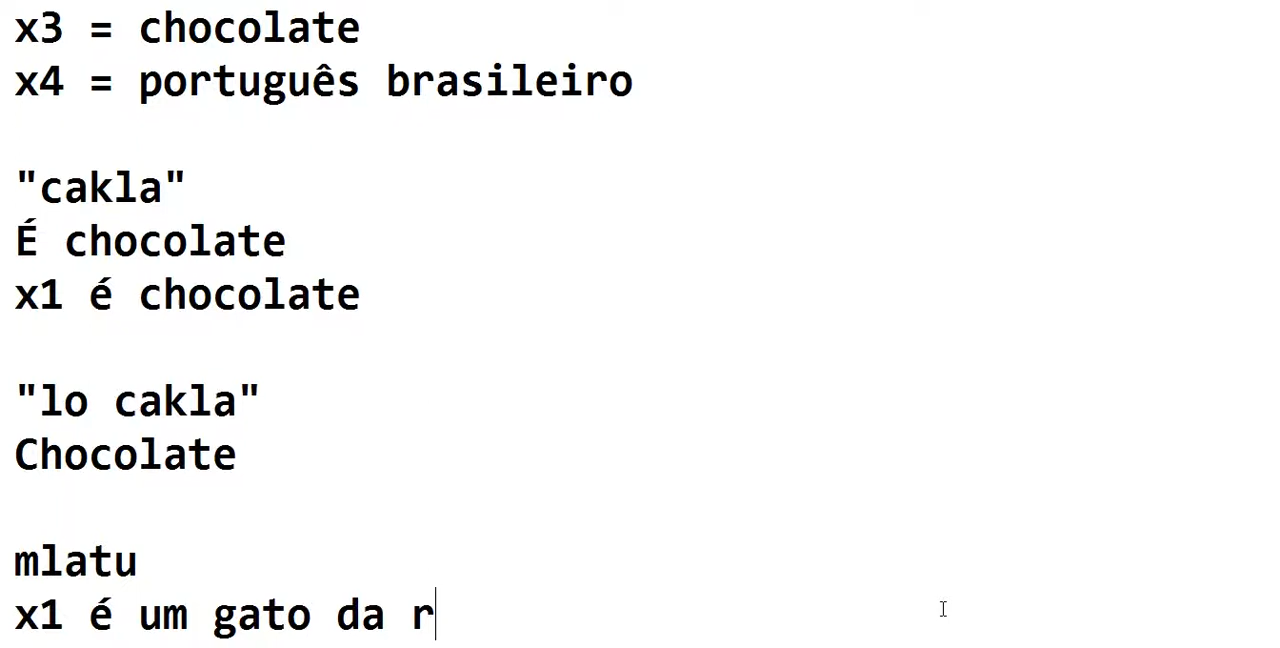 x3 = chocolate
x4 = português brasileiro
"cakla"
É chocolate
x1 é chocolate
"lo cakla"
Chocolate
mlatu
x1 é um gato da r